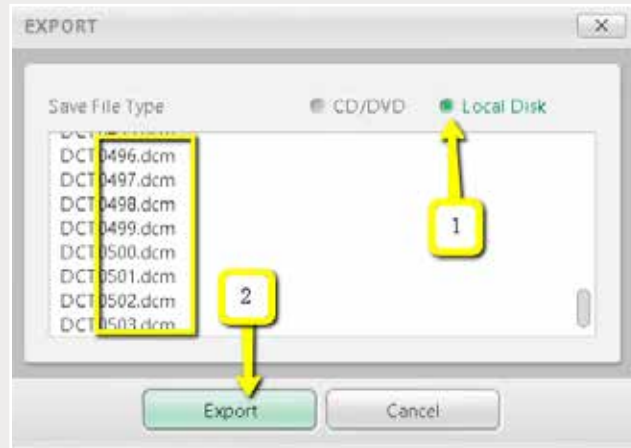 EXPORT
Save File Type CD/DVD Local Disk
DCT0496.dcm
DCT0497.dcm
DCT0498.dcm
DCT0499.dcm
DCT0500.dcm
DCT0501.dcm
DCT0502.dcm
DCT0503.dcm
1
2
Export Cancel